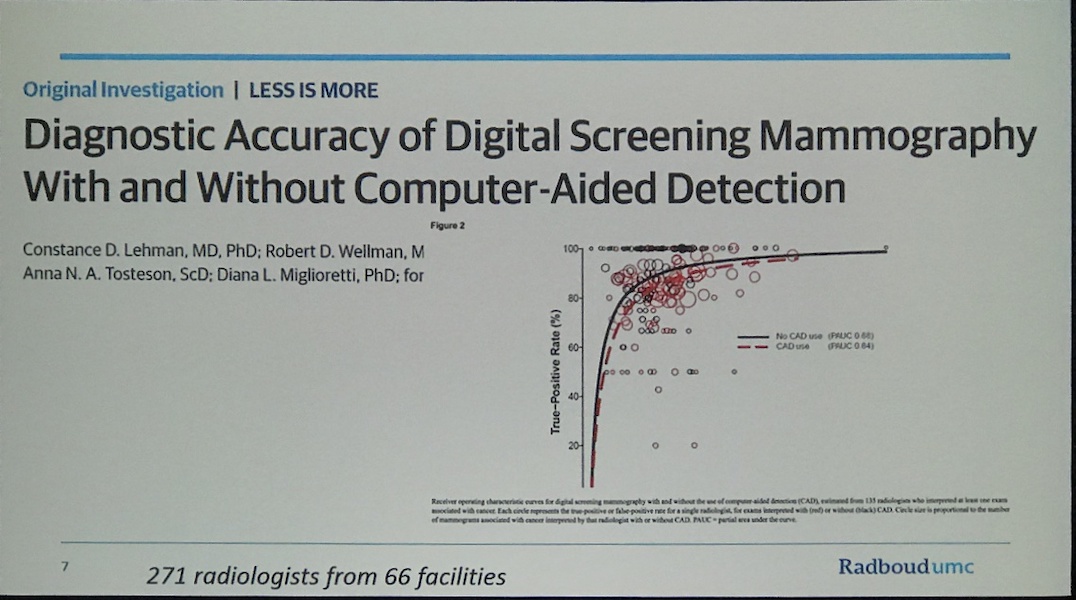 Original Investigation | LESS IS MORE
Diagnostic Accuracy of Digital Screening Mammography
With and Without Computer-Aided Detection
Figure 2
Constance D. Lehman, MD, PhD; Robert D. Wellman, M
Anna N. A. Tosteson, ScD; Diana L. Miglioretti, PhD; for
100
80
60
40
20
True-Positive Rate (%)
No CAD use (PAUC 0.88)
CAD use (PAUC 0.84)
Receiver operating characteristic curves for digital screening mammography with and without the use of computer-aided detection (CAD), estimated from 135 radiologists who interpreted at least one exam
associated with cancer. Each circle represents the true-positive or false-positive rate for a single radiologist, for exams interpreted with (red) or without (black) CAD. Circle size is proportional to the number
of mammograms associated with cancer interpreted by that radiologist with or without CAD. PAUC = partial area under the curve.
7
271 radiologists from 66 facilities
Radboudumc